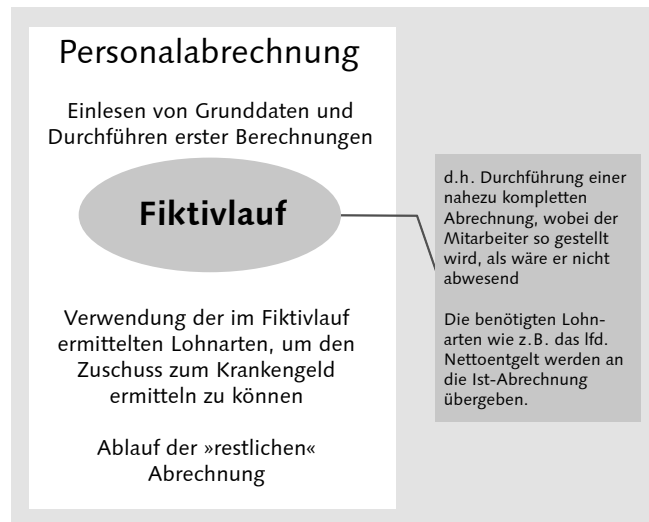 Personalabrechnung
Einlesen von Grunddaten und
Durchführen erster Berechnungen
Fiktivlauf
Verwendung der im Fiktivlauf
ermittelten Lohnarten, um den
Zuschuss zum Krankengeld
ermitteln zu können
Ablauf der »restlichen«
Abrechnung
d.h. Durchführung einer
nahezu kompletten
Abrechnung, wobei der
Mitarbeiter so gestellt
wird, als wäre er nicht
abwesend
Die benötigten Lohn-
arten wie z.B. das lfd.
Nettoentgelt werden an
die Ist-Abrechnung
übergeben.